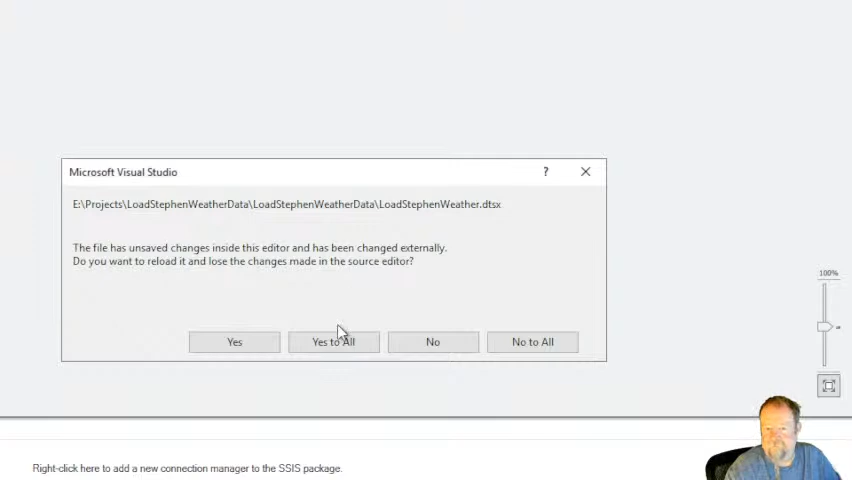 Microsoft Visual Studio
?
E:\Projects\LoadStephenWeatherData\LoadStephenWeatherData\LoadStephenWeather.dtsx
The file has unsaved changes inside this editor and has been changed externally.
Do you want to reload it and lose the changes made in the source editor?
100%
Yes
Yes to All
No
No to All
Right-click here to add a new connection manager to the SSIS package.